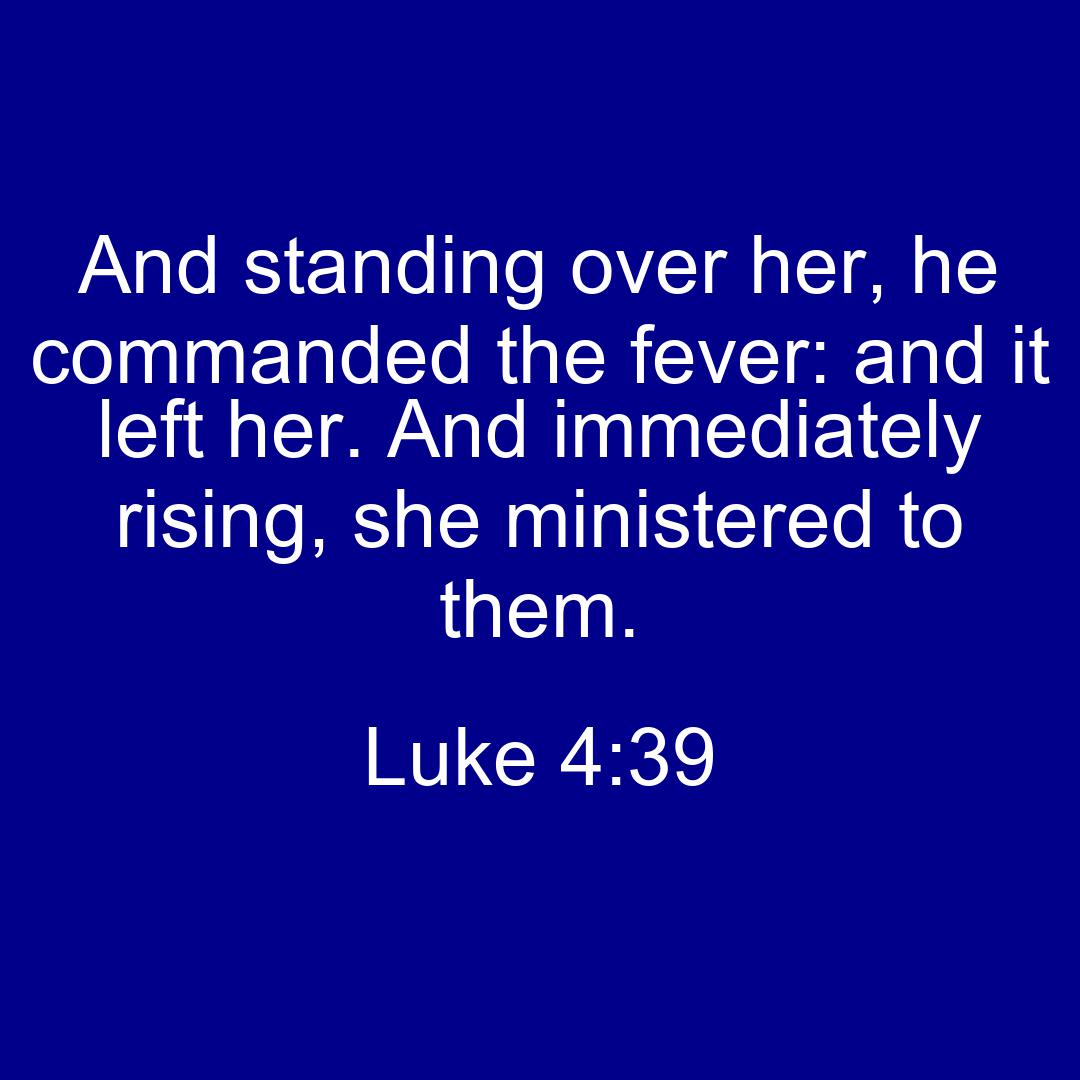 And standing over her, he
commanded the fever: and it
left her. And immediately
rising, she ministered to
them.
Luke 4:39